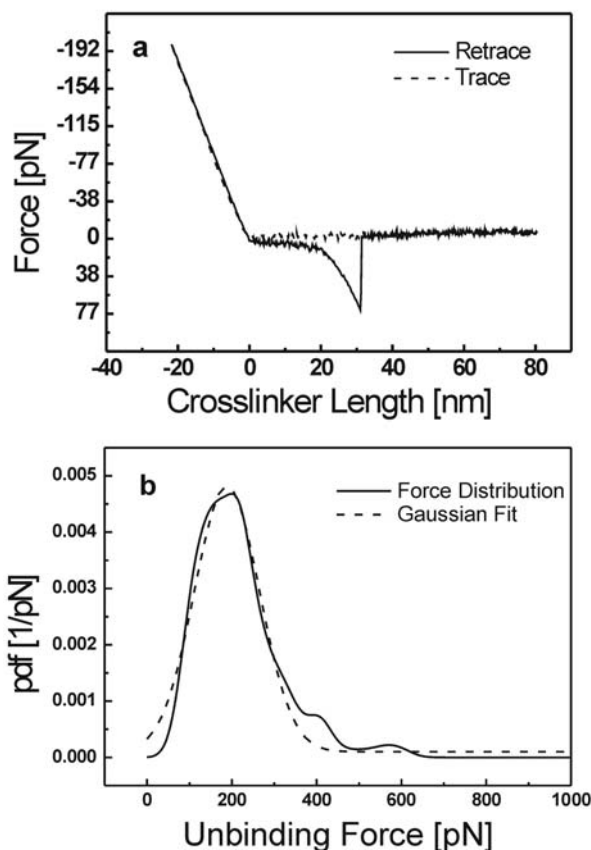 a
Retrace
Trace
Force [pN]
-192
-154
-115
-77
-38
0
38
77
-40 -20 0 20 40 60 80
Crosslinker Length [nm]
b
Force Distribution
Gaussian Fit
pdf [1/pN]
0.005
0.004
0.003
0.002
0.001
0.000
0 200 400 600 800 1000
Unbinding Force [pN]